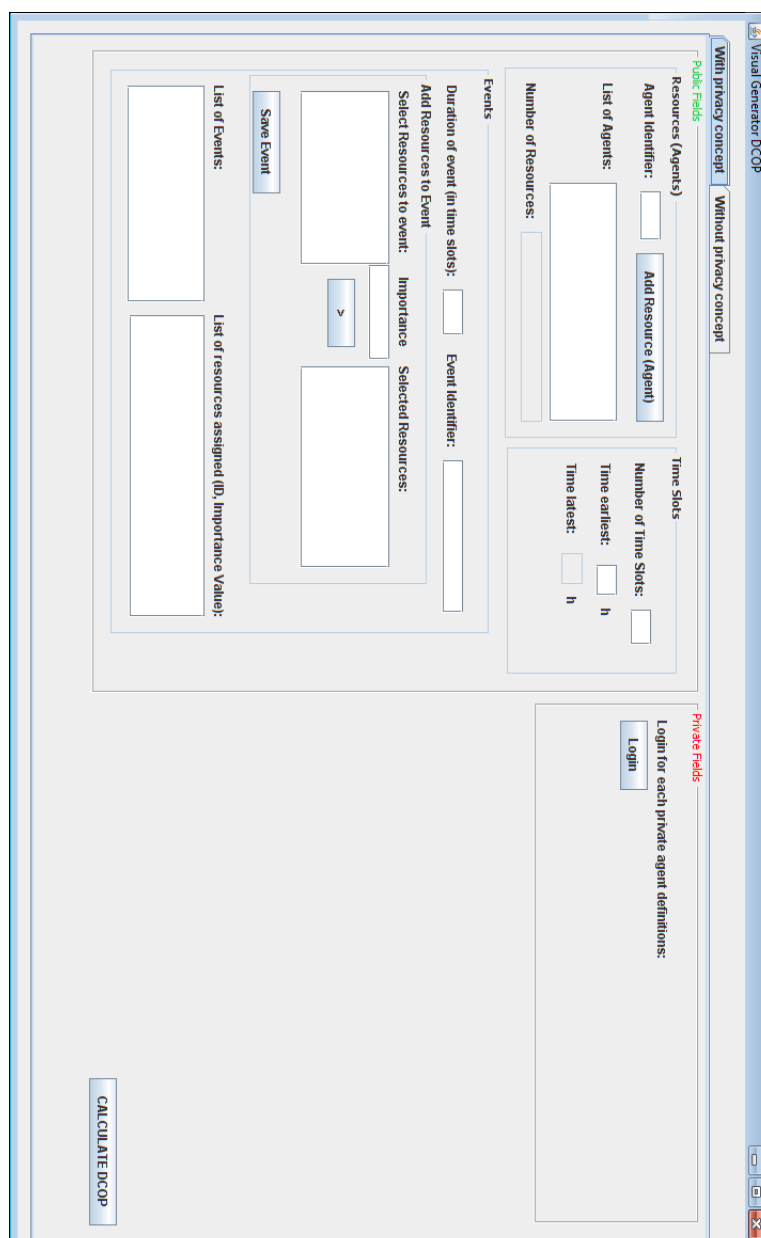 Visual Generator DCOP
With privacy concept
Without privacy concept
Public Fields
Resources (Agents)
Agent Identifier:
Add Resource (Agent)
List of Agents:
Number of Resources:
Time Slots
Number of Time Slots:
Time earliest:
h
Time latest:
h
Events
Duration of event (in time slots):
Event Identifier:
Add Resources to Event
Select Resources to event:
Importance
Selected Resources:
>
Save Event
List of Events:
List of resources assigned (ID, Importance Value):
Private Fields
Login for each private agent definitions:
Login
CALCULATE DCOP